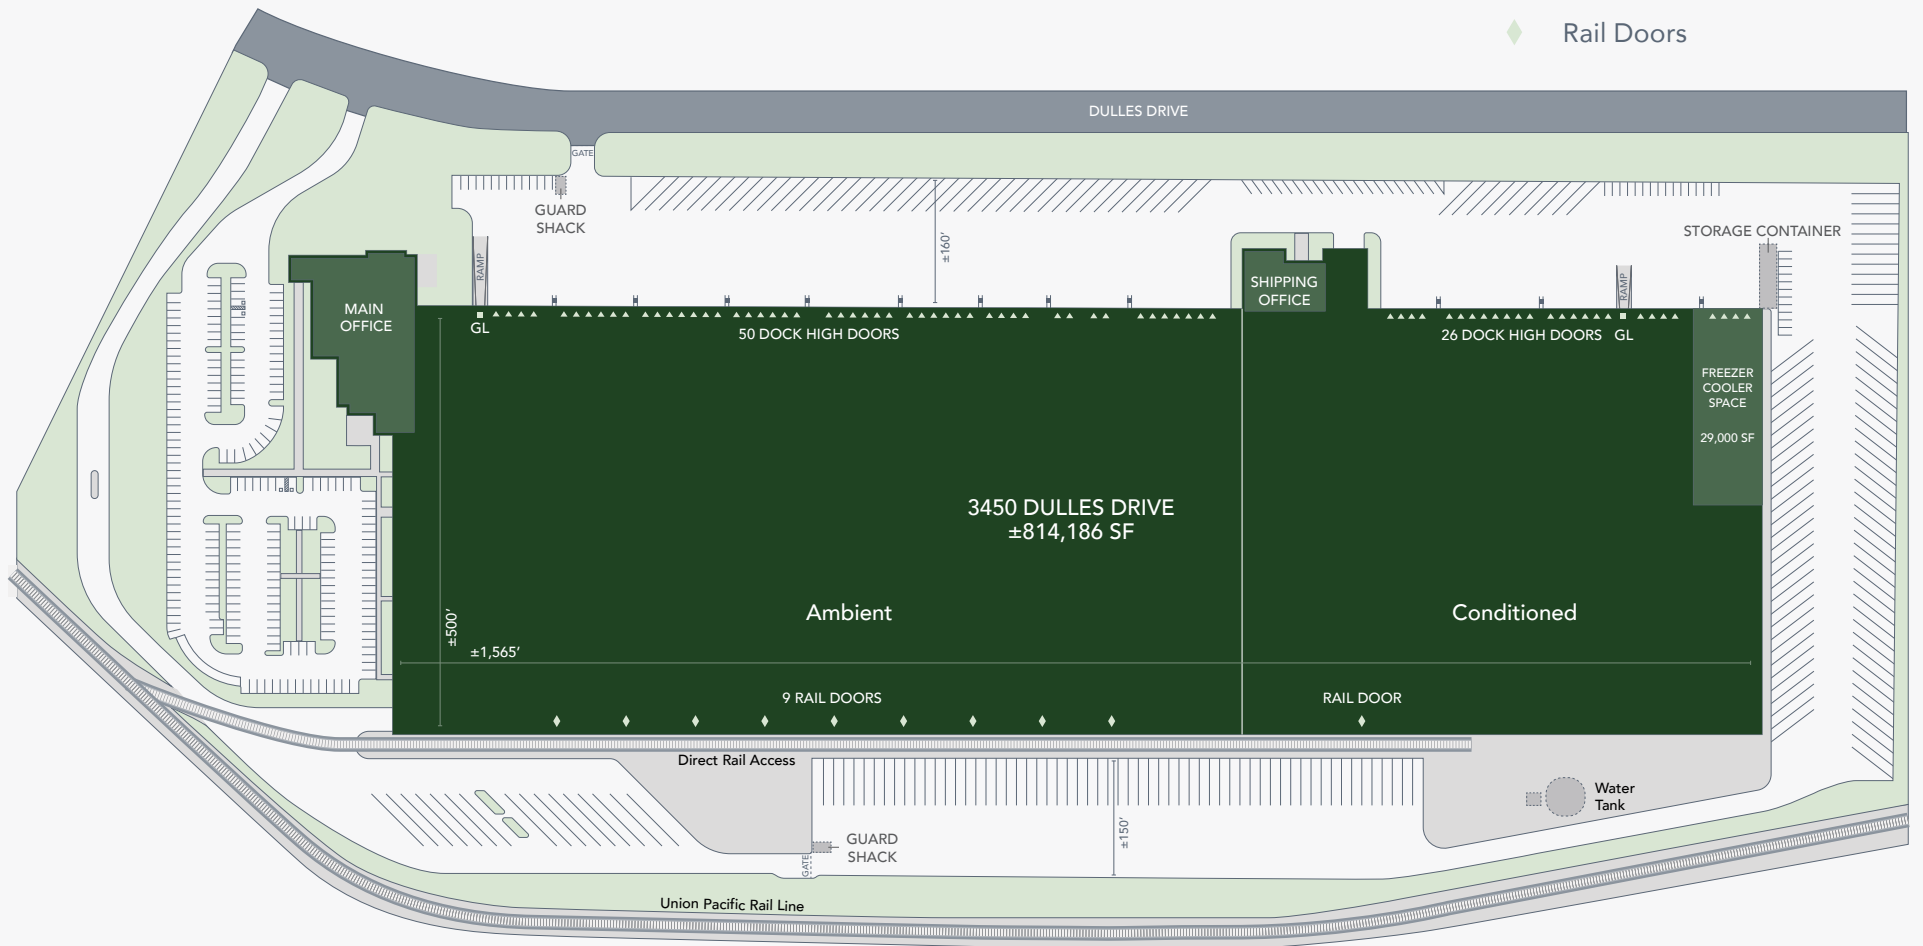 Rail Doors
DULLES DRIVE
GATE
GUARD
SHACK
STORAGE CONTAINER
±160’
RAMP
RAMP
SHIPPING
OFFICE
MAIN
OFFICE
GL
50 DOCK HIGH DOORS
26 DOCK HIGH DOORS
GL
FREEZER
COOLER
SPACE
29,000 SF
3450 DULLES DRIVE
±814,186 SF
Ambient
Conditioned
±500’
±1,565’
9 RAIL DOORS
RAIL DOOR
Direct Rail Access
Water
Tank
±150’
GUARD
SHACK
GATE
Union Pacific Rail Line